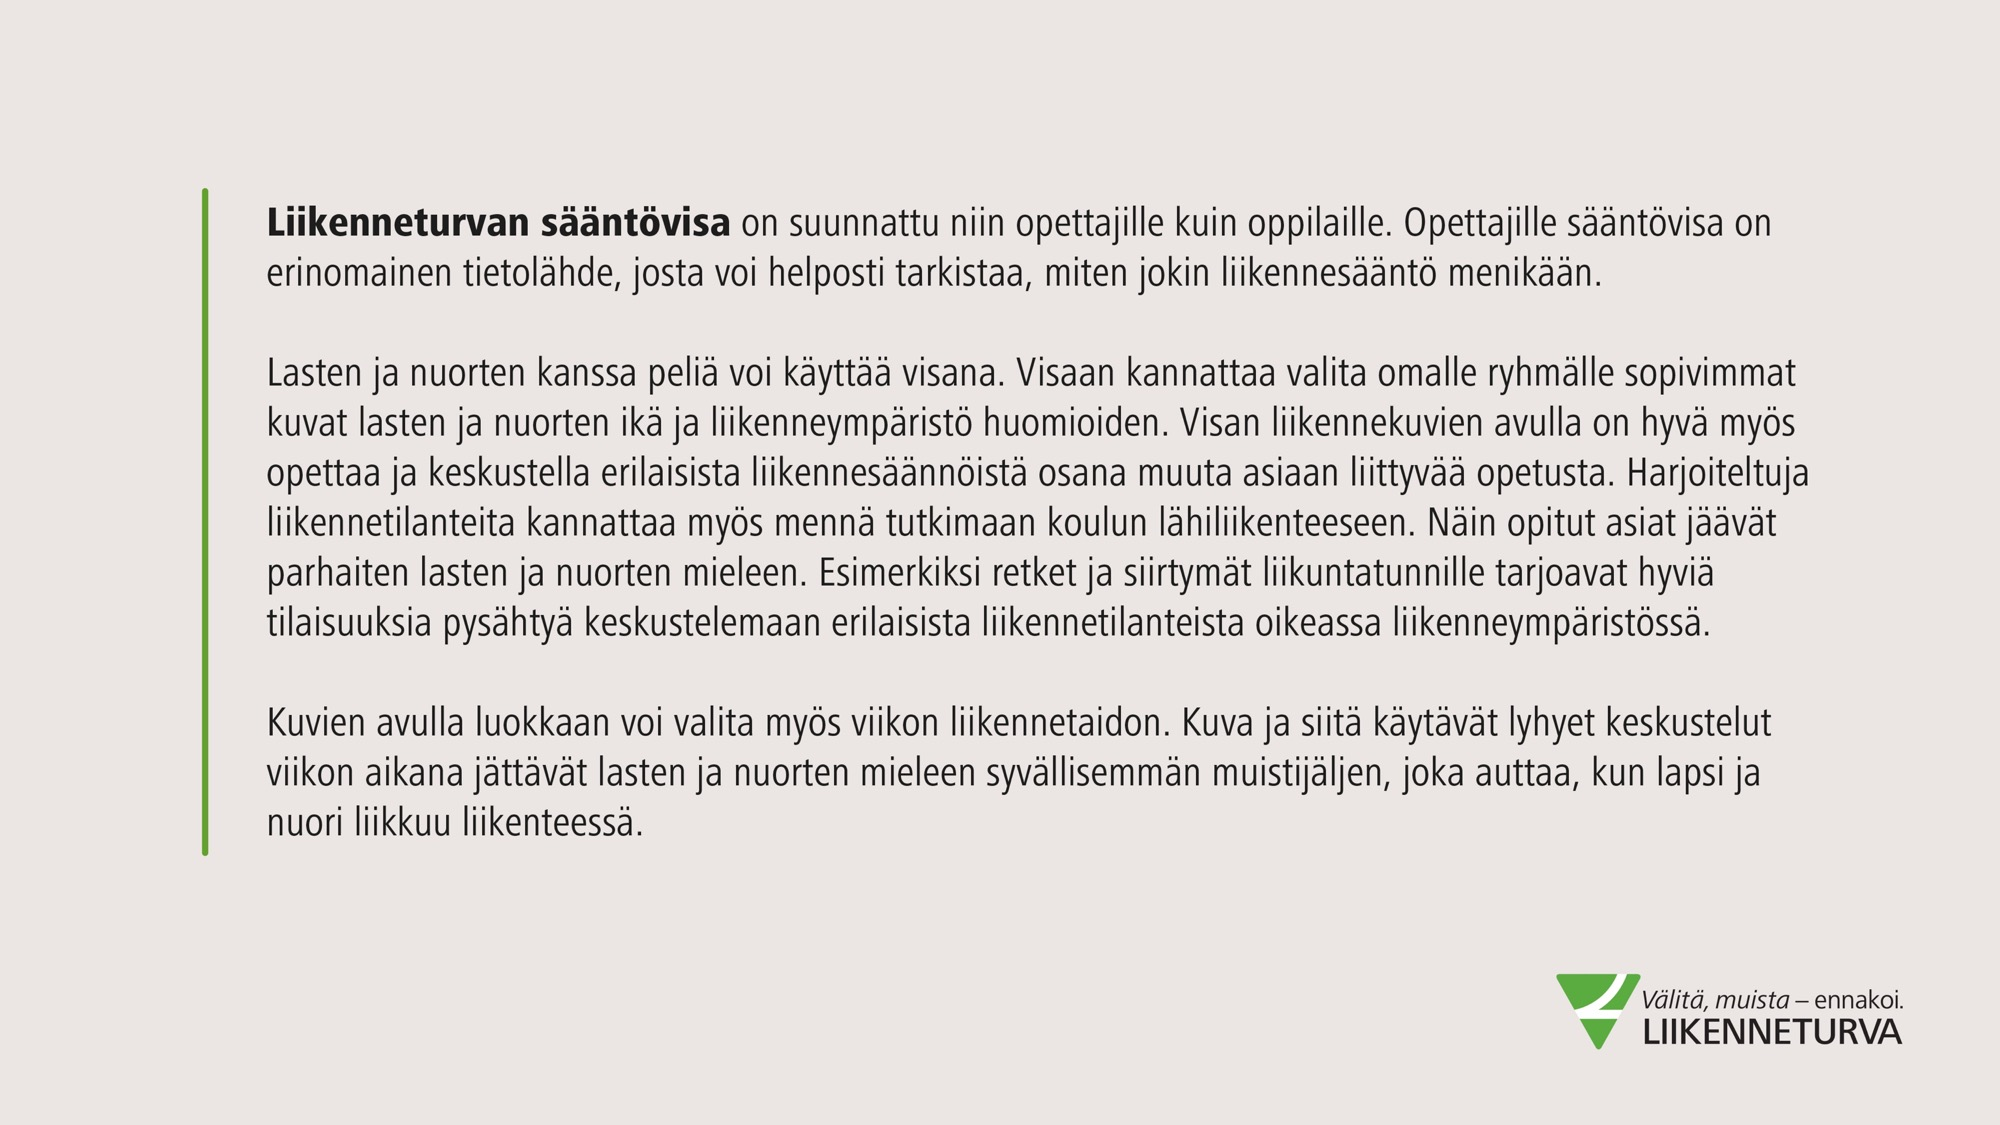 Liikenneturvan sääntövisa on suunnattu niin opettajille kuin oppilaille. Opettajille sääntövisa on
erinomainen tietolähde, josta voi helposti tarkistaa, miten jokin liikennesääntö menikään.
Lasten ja nuorten kanssa peliä voi käyttää visana. Visaan kannattaa valita omalle ryhmälle sopivimmat
kuvat lasten ja nuorten ikä ja liikenneympäristö huomioiden. Visan liikennekuvien avulla on hyvä myös
opettaa ja keskustella erilaisista liikennesäännöistä osana muuta asiaan liittyvää opetusta. Harjoiteltuja
liikennetilanteita kannattaa myös mennä tutkimaan koulun lähiliikenteeseen. Näin opitut asiat jäävät
parhaiten lasten ja nuorten mieleen. Esimerkiksi retket ja siirtymät liikuntatunnille tarjoavat hyviä
tilaisuuksia pysähtyä keskustelemaan erilaisista liikennetilanteista oikeassa liikenneympäristössä.
Kuvien avulla luokkaan voi valita myös viikon liikennetaidon. Kuva ja siitä käytävät lyhyet keskustelut
viikon aikana jättävät lasten ja nuorten mieleen syvällisemmän muistijäljen, joka auttaa, kun lapsi ja
nuori liikkuu liikenteessä.
Välitä, muista – ennakoi.
LIIKENNETURVA